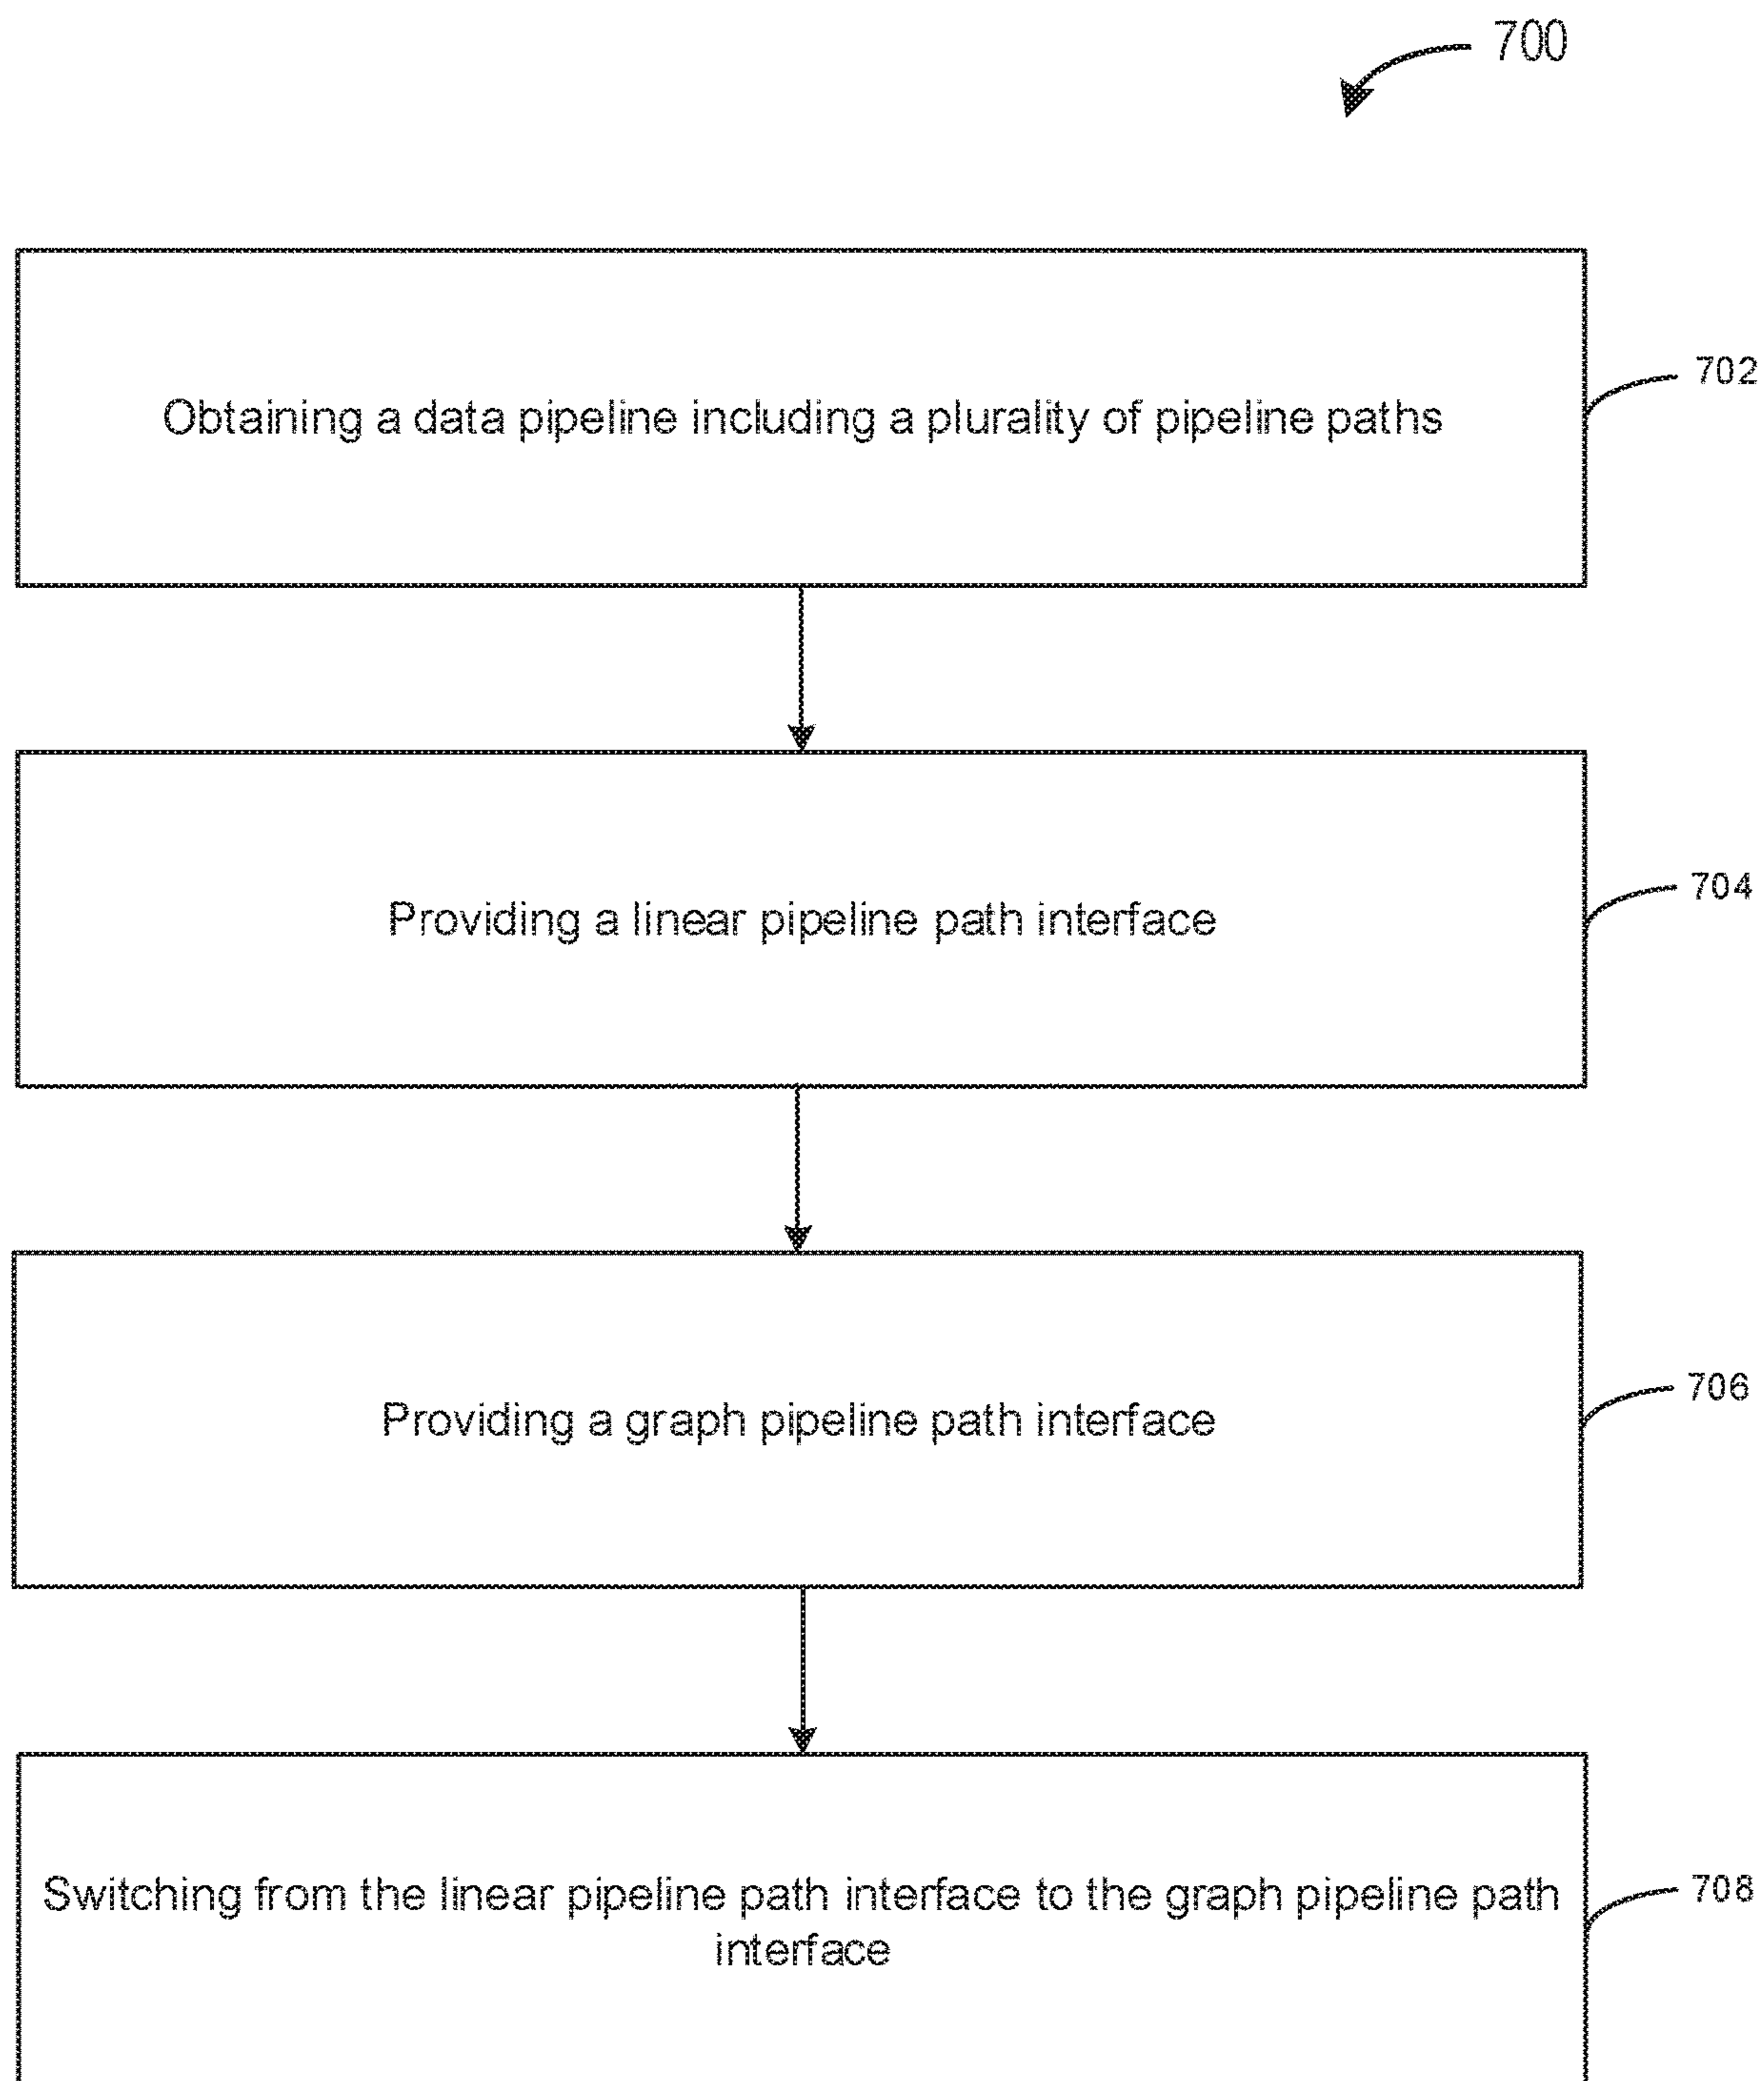 700
Obtaining a data pipeline including a plurality of pipeline paths
702
Providing a linear pipeline path interface
704
Providing a graph pipeline path interface
706
Switching from the linear pipeline path interface to the graph pipeline path
interface
708